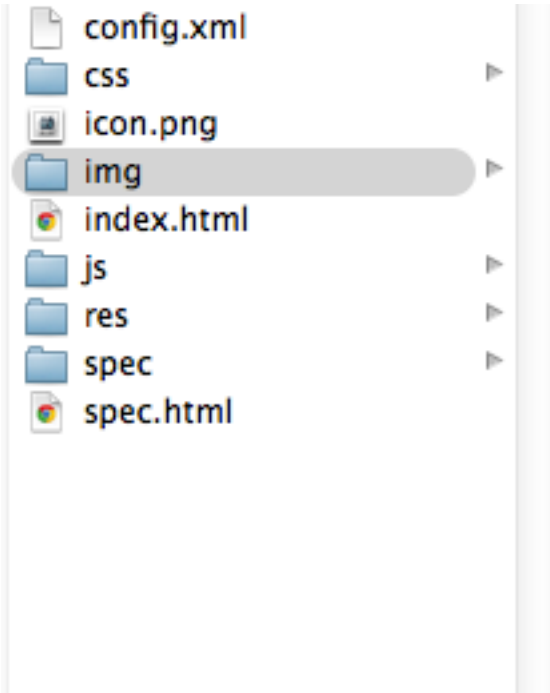 config.xml
css
icon.png
img
index.html
js
res
spec
spec.html